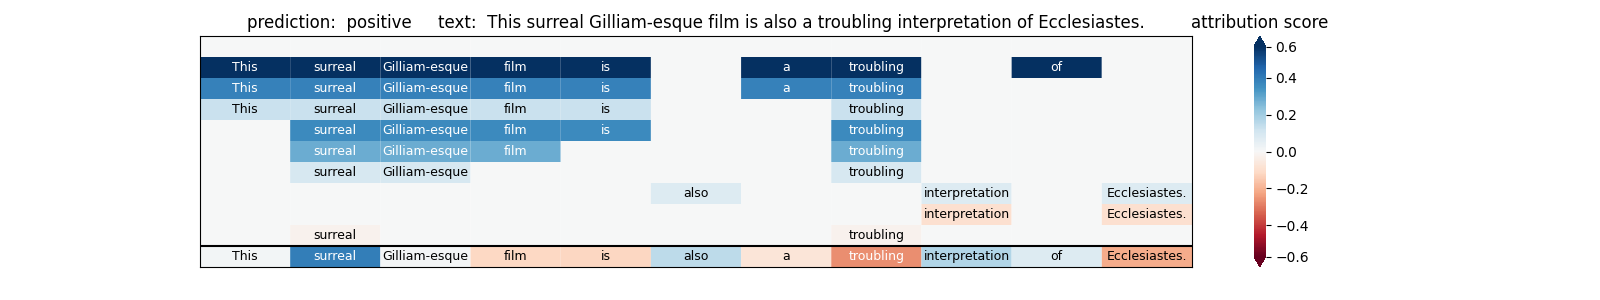 prediction:  positive     text:  This surreal Gilliam-esque film is also a troubling interpretation of Ecclesiastes.     attribution score
This surreal Gilliam-esque film is a troubling of
This surreal Gilliam-esque film is a troubling
This surreal Gilliam-esque film is troubling
surreal Gilliam-esque film is troubling
surreal Gilliam-esque film troubling
surreal Gilliam-esque troubling
also interpretation Ecclesiastes.
interpretation Ecclesiastes.
surreal troubling
This surreal Gilliam-esque film is also a troubling interpretation of Ecclesiastes.
0.6
0.4
0.2
0.0
−0.2
−0.4
−0.6